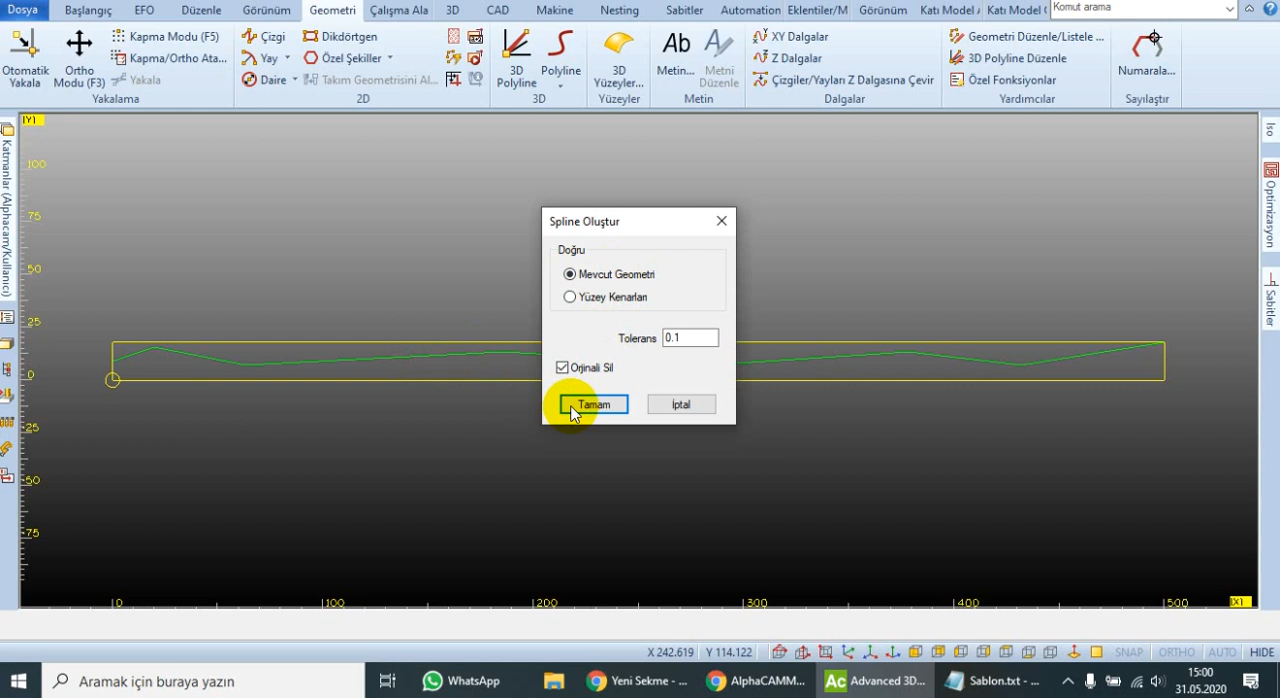 Dosya Başlangıç EFO Düzenle Görünüm Geometri Çalışma Ala 3D CAD Makine Nesting Sabitler Automation Eklentiler/M Görünüm Katı Model Katı Model Komut arama
Kapma Modu (F5) Çizgi Dikdörtgen XY Dalgalar Geometri Düzenle/Listele ...
Kapma/Ortho Ata... Yay Özel Şekiller Z Dalgalar 3D Polyline Düzenle
Otomatik Yakala Ortho Modu (F3) Yakala Daire Takım Geometrisini Al... 3D Polyline Polyline 3D Yüzeyler... Metin... Metni Düzenle Çizgiler/Yayları Z Dalgasına Çevir Özel Fonksiyonlar Numarala...
Yakalama 2D 3D Yüzeyler Metin Dalgalar Yardımcılar Sayılaştır
Katmanlar (Alphacam/Kullanıcı)
Iso
Optimizasyon
Sabitler
|Y|
100
75
50
25
0
-25
-50
-75
Spline Oluştur
Doğru
Mevcut Geometri
Yüzey Kenarları
Tolerans 0.1
Orjinali Sil
Tamam İptal
0 100 200 300 400 500 |X|
X 242.619 Y 114.122 SNAP ORTHO AUTO HIDE
Aramak için buraya yazın WhatsApp Yeni Sekme - ... AlphaCAMM... Ac Advanced 3D... Sablon.txt - ... 15:00
31.05.2020